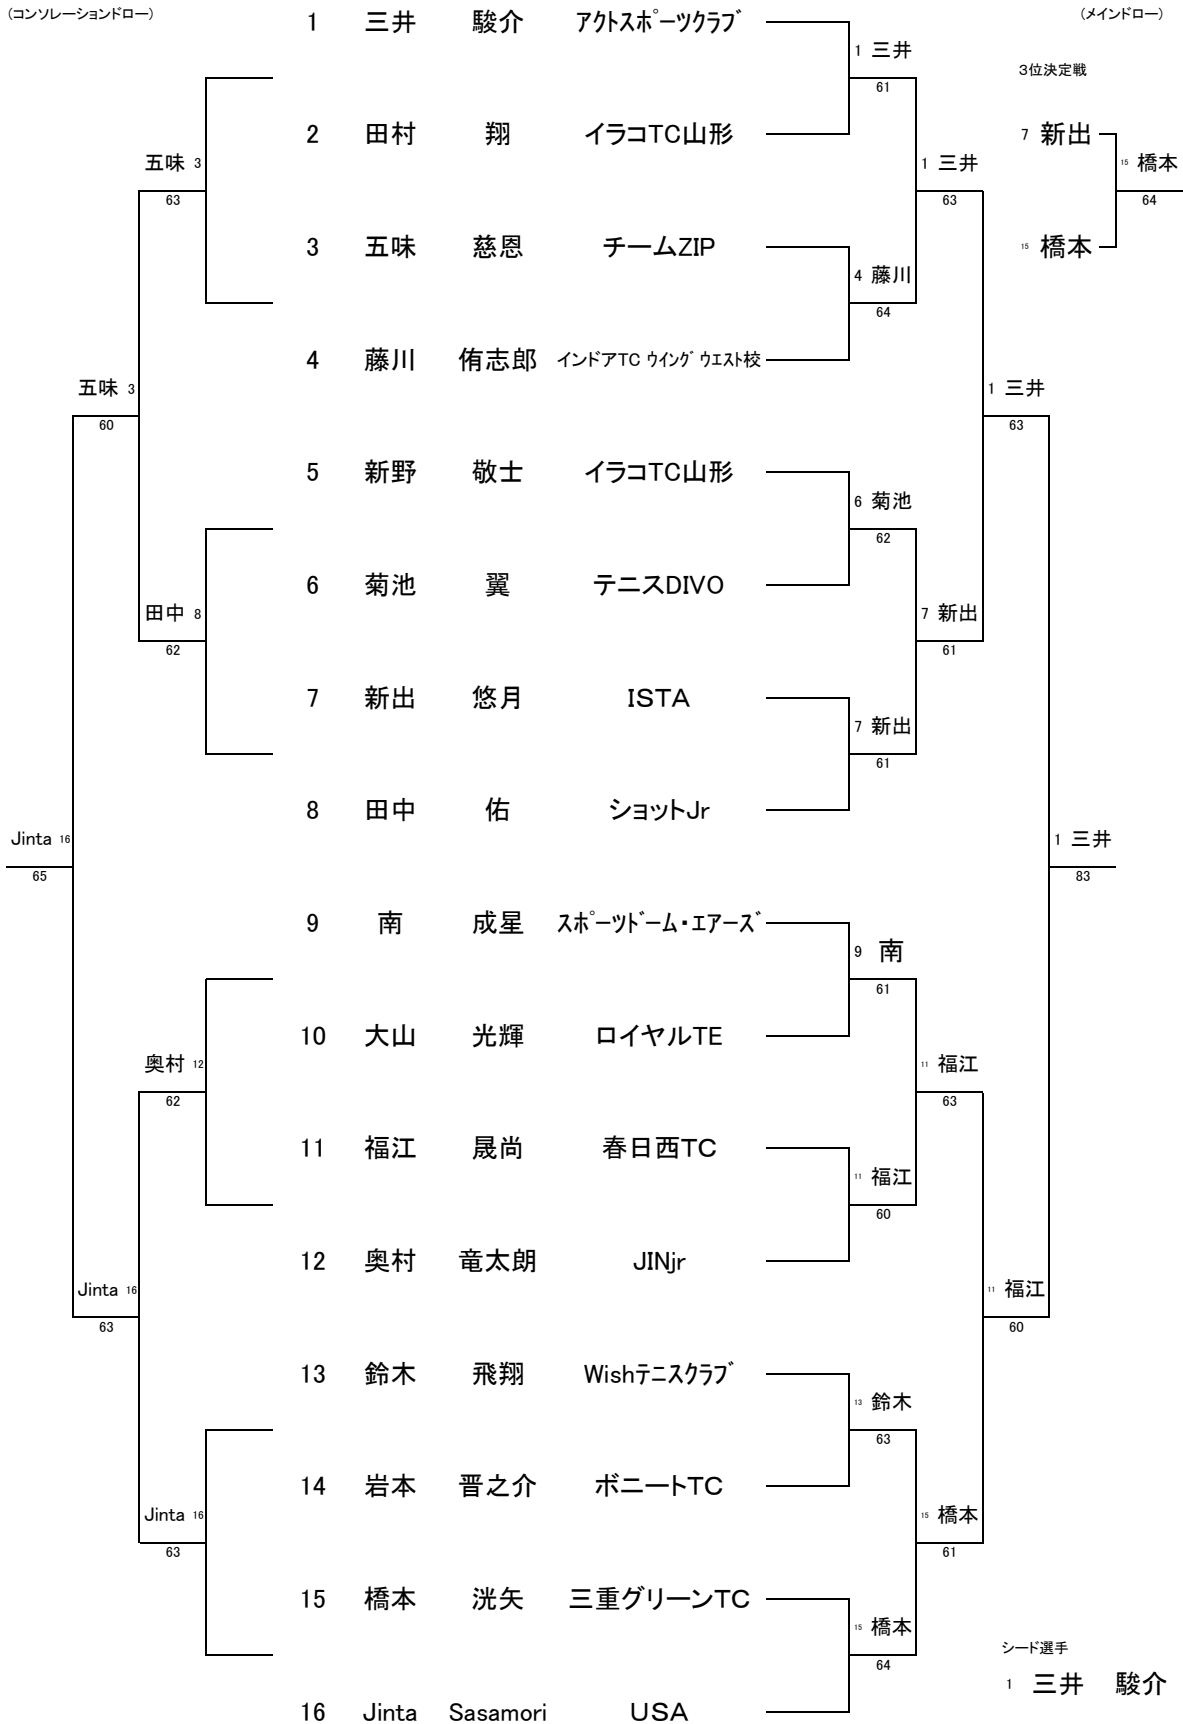 (コンソレーションドロー)
(メインドロー)
1 三井 駿介 アクトスポーツクラブ
1 三井
61
3位決定戦
2 田村 翔 イラコTC山形
7 新出
五味 3
63
1 三井
63
15 橋本
64
3 五味 慈恩 チームZIP
15 橋本
4 藤川
64
4 藤川 侑志郎 インドアTC ウイング ウエスト校
五味 3
60
1 三井
63
5 新野 敬士 イラコTC山形
6 菊池
62
6 菊池 翼 テニスDIVO
田中 8
62
7 新出
61
7 新出 悠月 ISTA
7 新出
61
8 田中 佑 ショットJr
Jinta 16
65
1 三井
83
9 南 成星 スポーツドーム・エアーズ
9 南
61
10 大山 光輝 ロイヤルTE
奥村 12
62
11 福江
63
11 福江 晟尚 春日西TC
11 福江
60
12 奥村 竜太朗 JINjr
Jinta 16
63
11 福江
60
13 鈴木 飛翔 Wishテニスクラブ
13 鈴木
63
14 岩本 晋之介 ボニートTC
Jinta 16
63
15 橋本
61
15 橋本 洸矢 三重グリーンTC
15 橋本
64
シード選手
1 三井 駿介
16 Jinta Sasamori USA